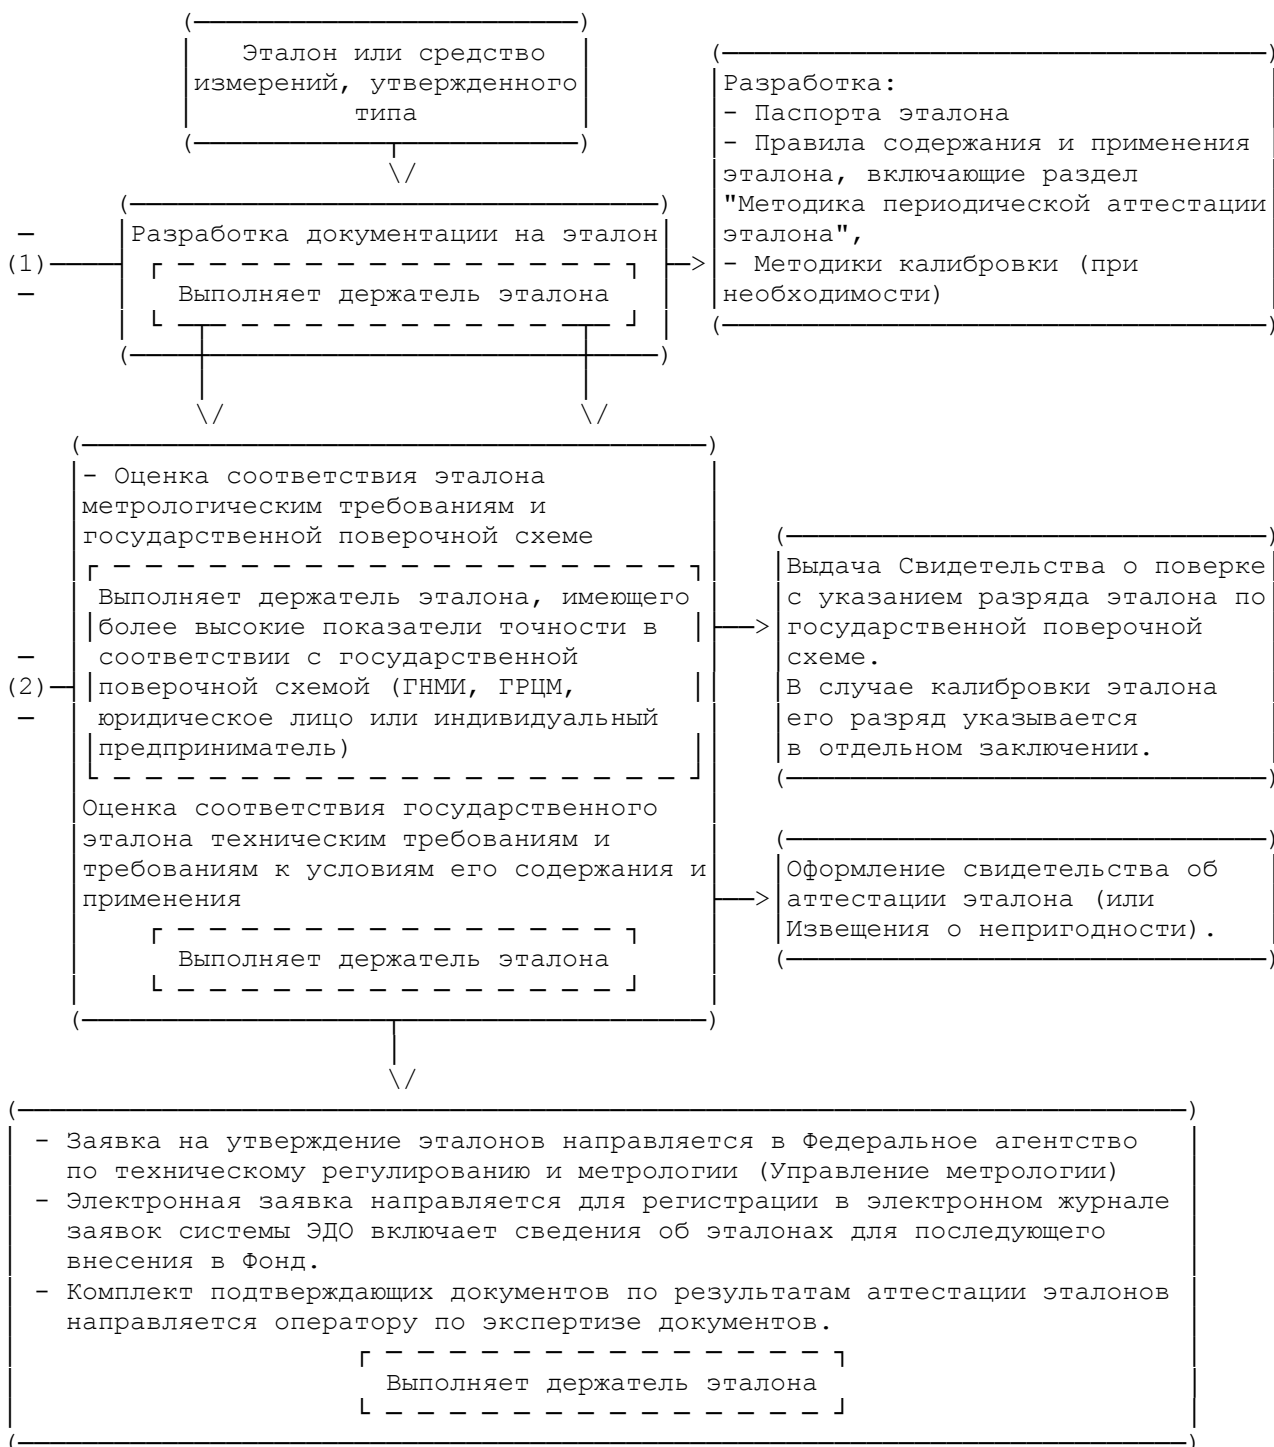 Эталон или средство
измерений, утвержденного
типа
Разработка:
- Паспорта эталона
- Правила содержания и применения
эталона, включающие раздел
"Методика периодической аттестации
эталона",
- Методики калибровки (при
необходимости)
(1)
Разработка документации на эталон
Выполняет держатель эталона
(2)
- Оценка соответствия эталона
метрологическим требованиям и
государственной поверочной схеме
Выполняет держатель эталона, имеющего
более высокие показатели точности в
соответствии с государственной
поверочной схемой (ГНМИ, ГРЦМ,
юридическое лицо или индивидуальный
предприниматель)
Оценка соответствия государственного
эталона техническим требованиям и
требованиям к условиям его содержания и
применения
Выполняет держатель эталона
Выдача Свидетельства о поверке
с указанием разряда эталона по
государственной поверочной
схеме.
В случае калибровки эталона
его разряд указывается
в отдельном заключении.
Оформление свидетельства об
аттестации эталона (или
Извещения о непригодности).
- Заявка на утверждение эталонов направляется в Федеральное агентство
по техническому регулированию и метрологии (Управление метрологии)
- Электронная заявка направляется для регистрации в электронном журнале
заявок системы ЭДО включает сведения об эталонах для последующего
внесения в Фонд.
- Комплект подтверждающих документов по результатам аттестации эталонов
направляется оператору по экспертизе документов.
Выполняет держатель эталона